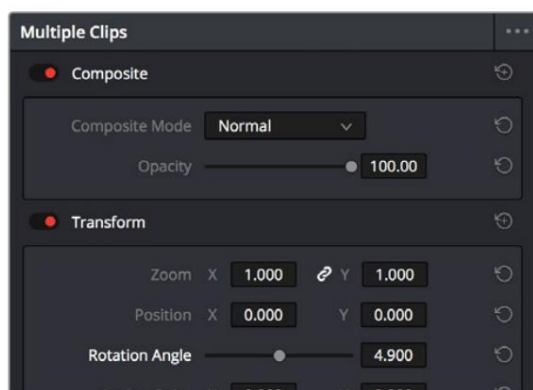 Multiple Clips
Composite
Composite Mode Normal
Opacity 100.00
Transform
Zoom X 1.000 Y 1.000
Position X 0.000 Y 0.000
Rotation Angle 4.900